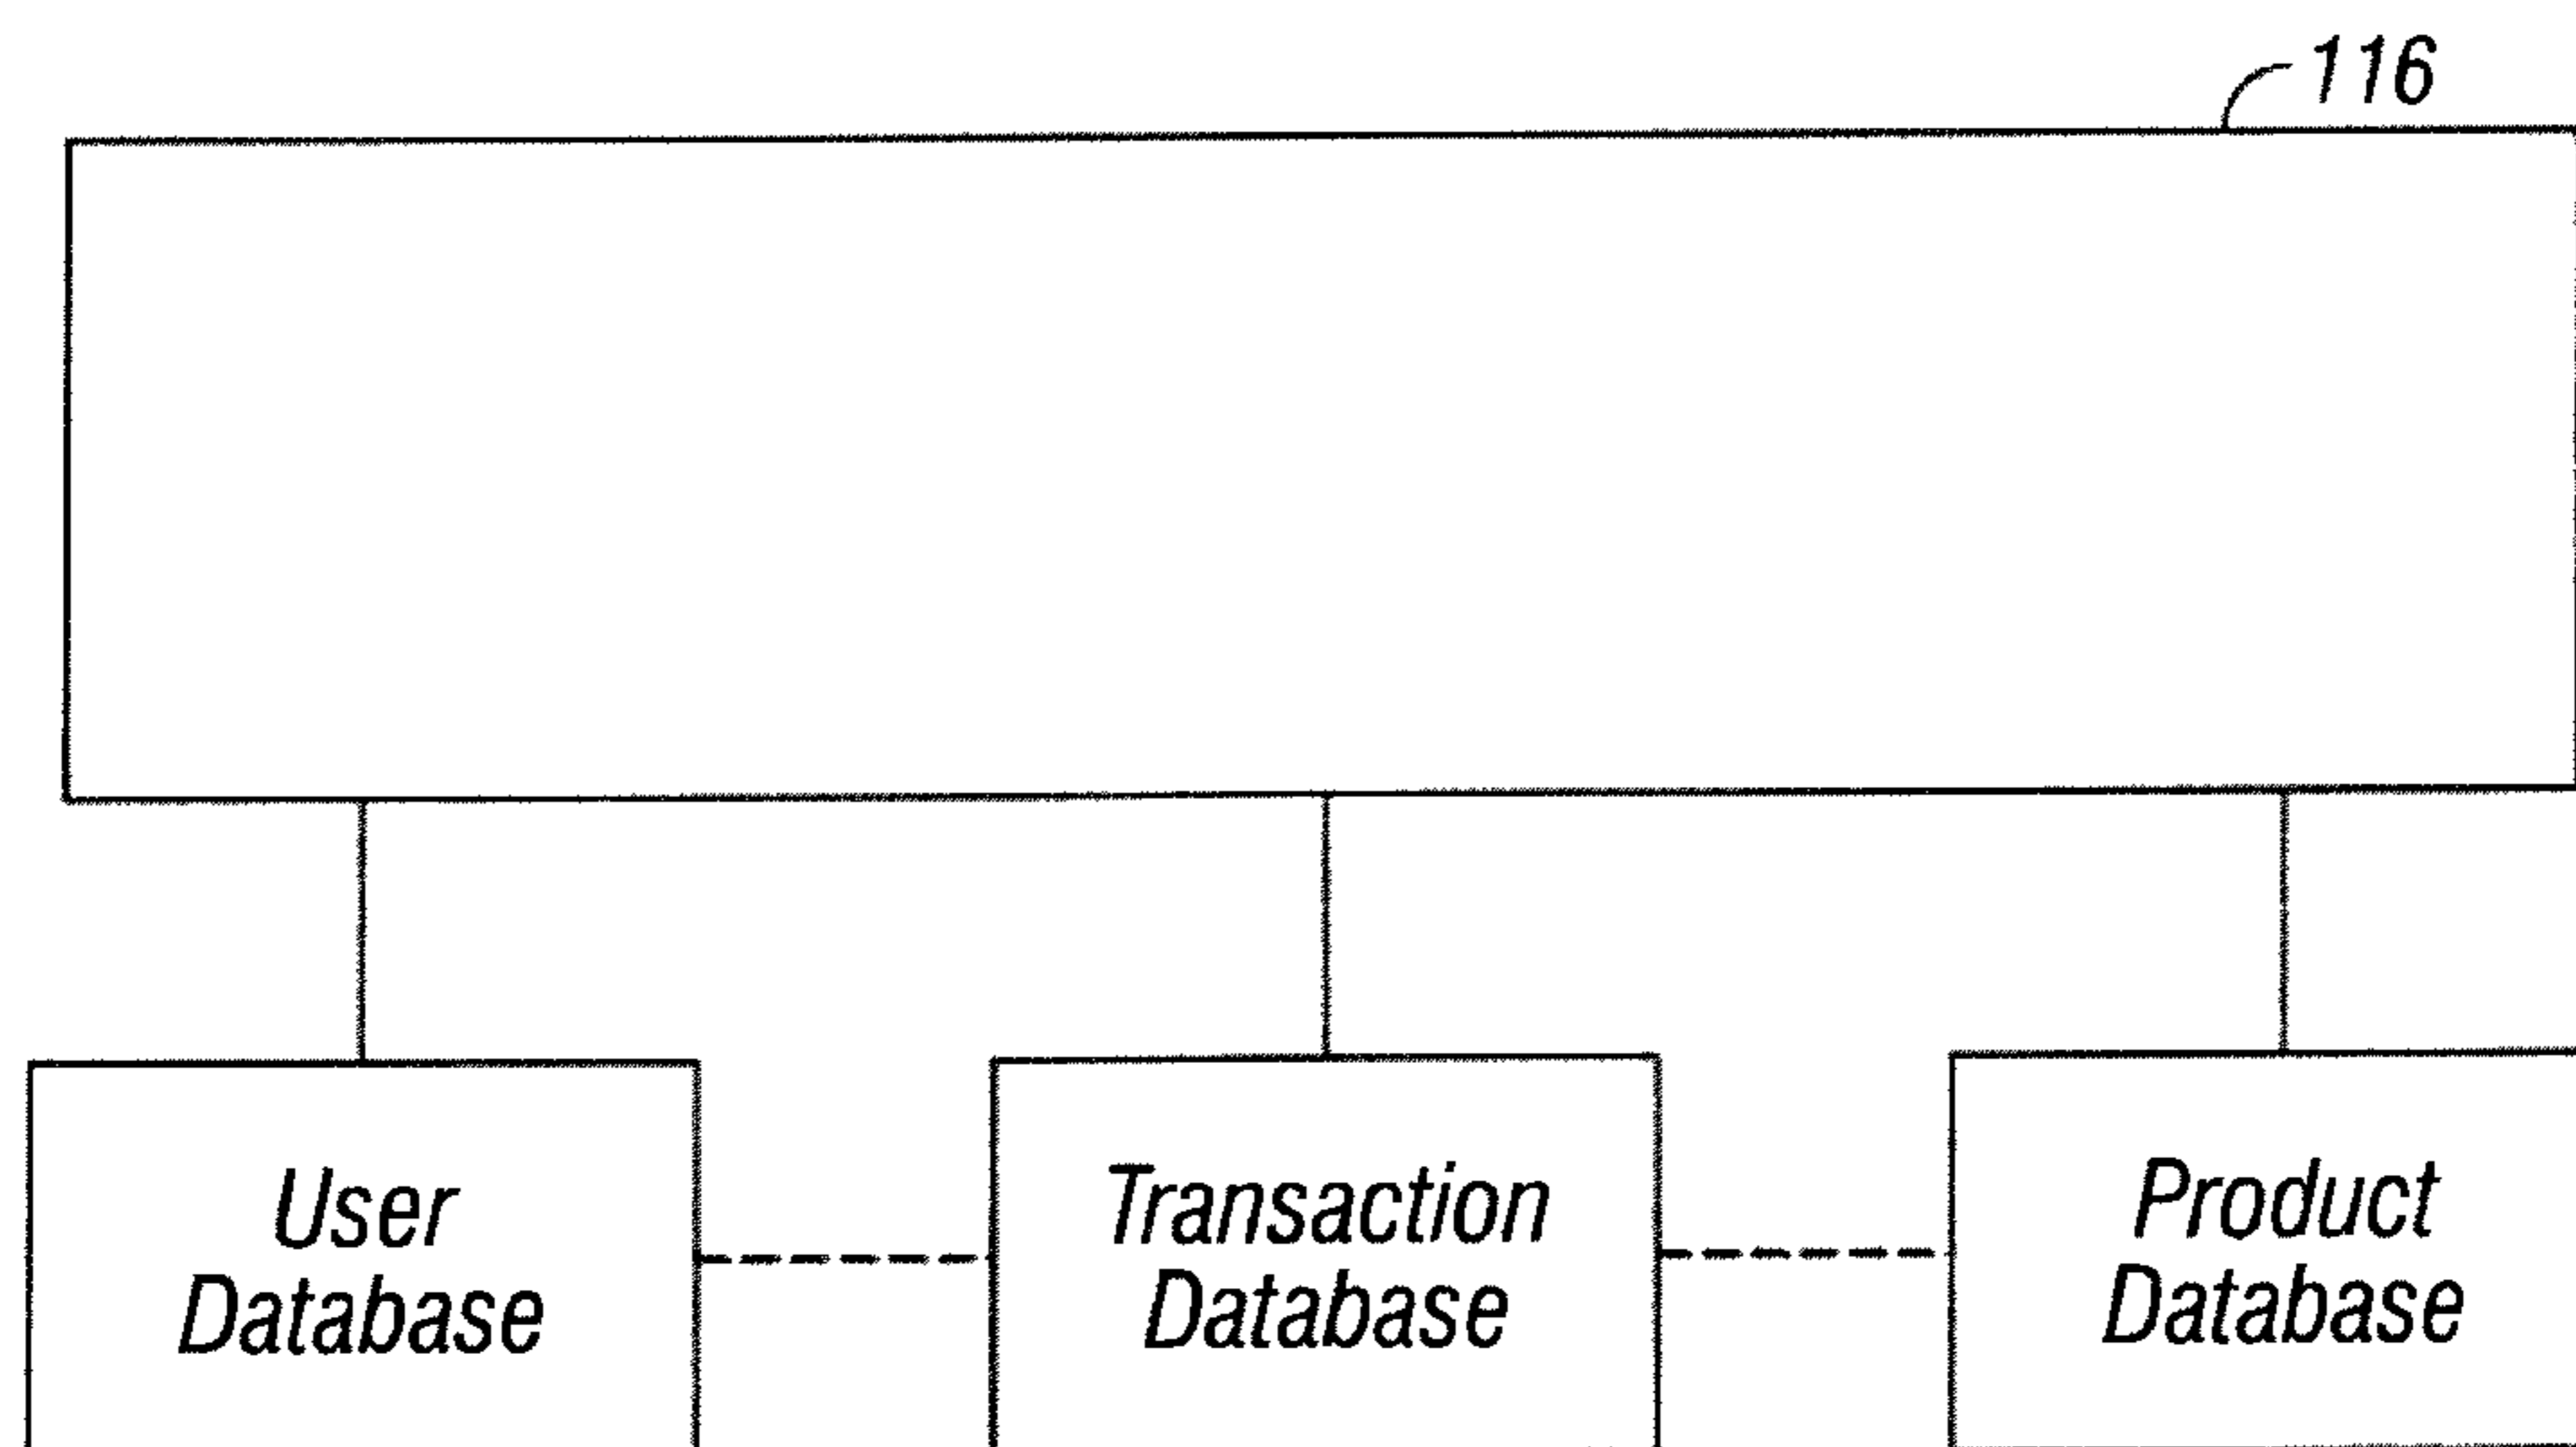 116
User
Database
Transaction
Database
Product
Database